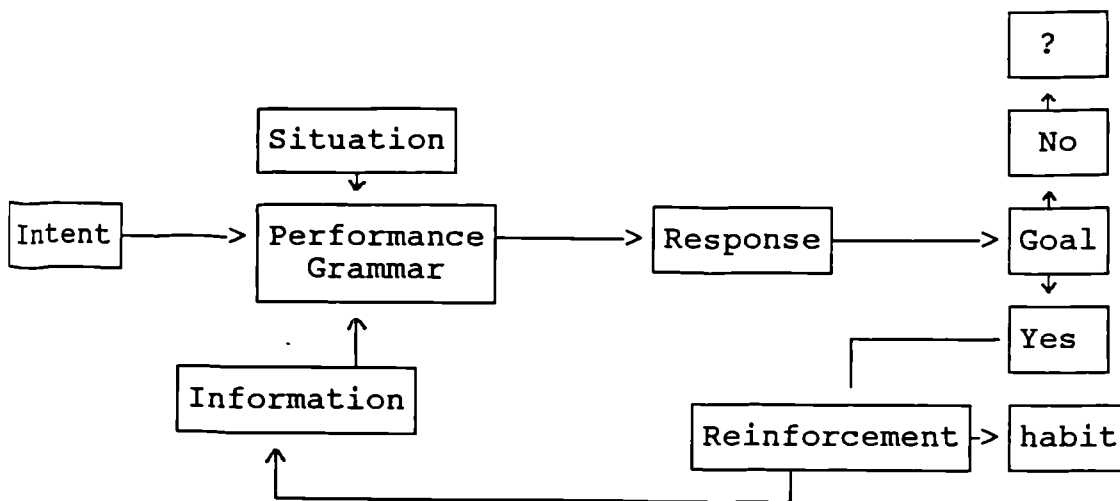 ?
Situation
No
Intent
Performance
Grammar
Response
Goal
Yes
Information
Reinforcement
habit